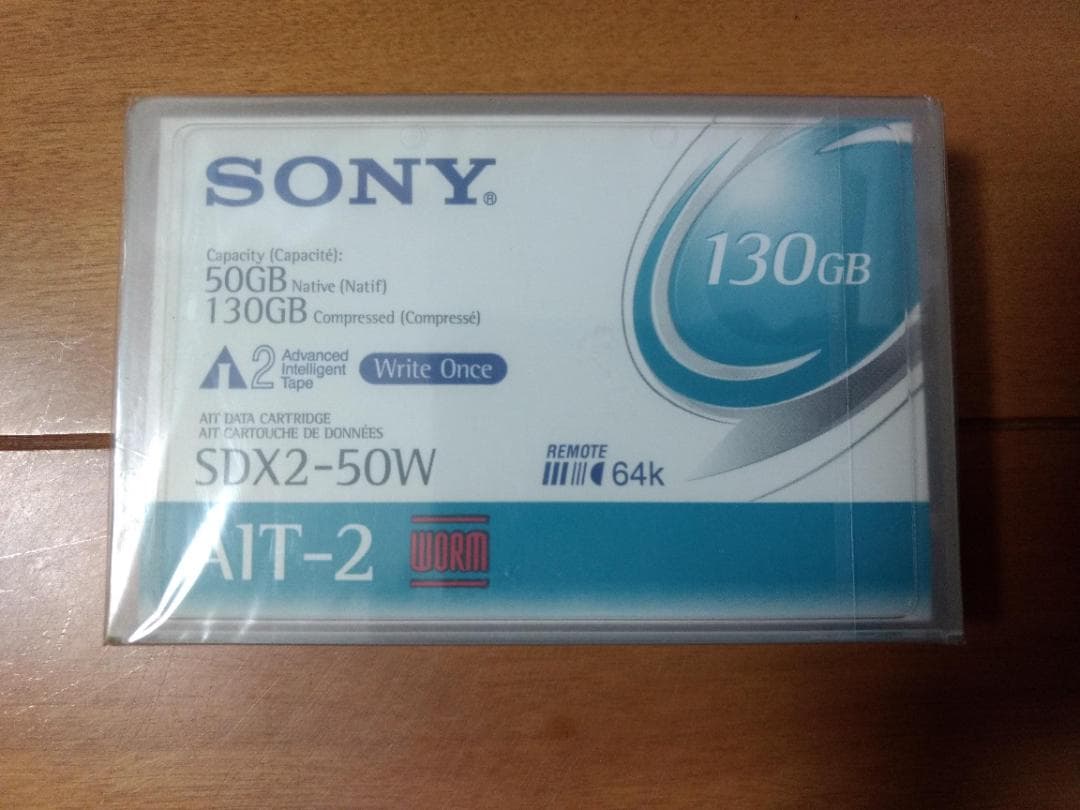 SONY®
130GB
Capacity (Capacité):
50GB Native (Natif)
130GB Compressed (Compressé)
2 Advanced
Intelligent
Tape
Write Once
AIT DATA CARTRIDGE
AIT CARTOUCHE DE DONNÉES
SDX2-50W
REMOTE
64k
AIT-2
WORM